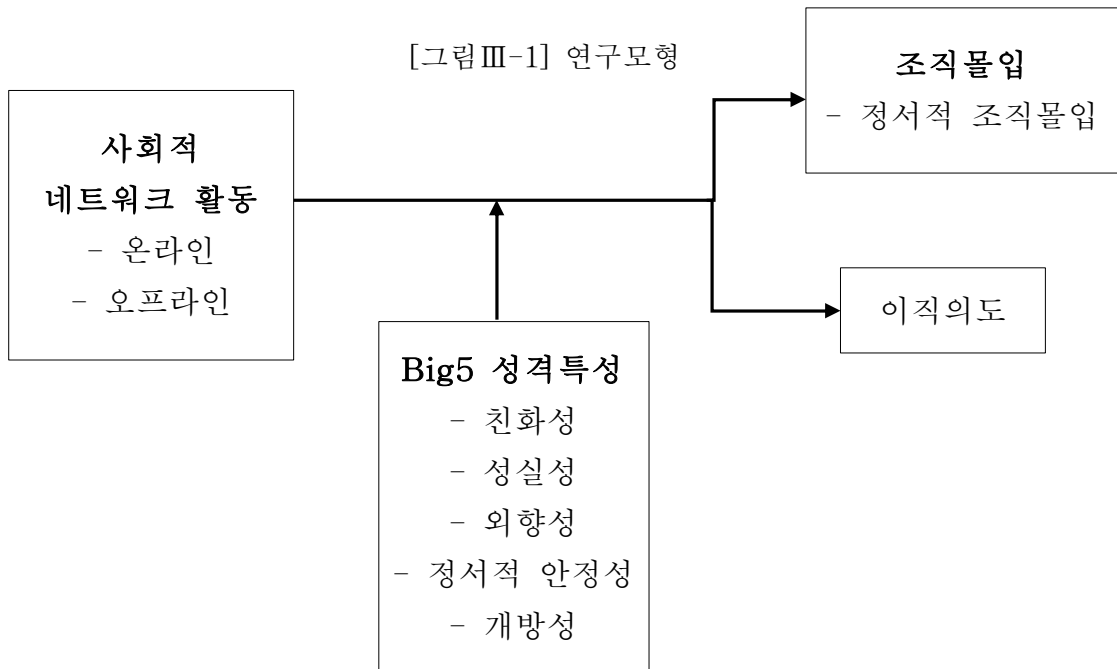 [그림Ⅲ-1] 연구모형
사회적
네트워크 활동
- 온라인
- 오프라인
Big5 성격특성
- 친화성
- 성실성
- 외향성
- 정서적 안정성
- 개방성
조직몰입
- 정서적 조직몰입
이직의도